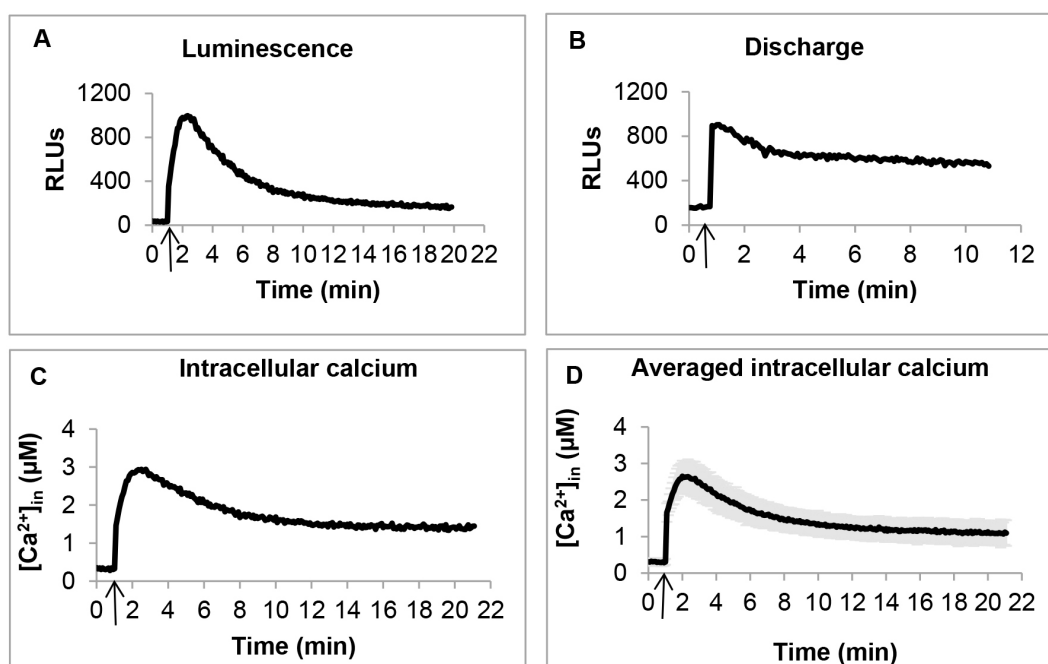 A
Luminescence
RLUs
1200
800
400
0
0 2 4 6 8 10 12 14 16 18 20 22
Time (min)
B
Discharge
RLUs
1200
800
400
0
0 2 4 6 8 10 12
Time (min)
C
Intracellular calcium
[Ca²⁺]in (µM)
4
3
2
1
0
0 2 4 6 8 10 12 14 16 18 20 22
Time (min)
D
Averaged intracellular calcium
[Ca²⁺]in (µM)
4
3
2
1
0
0 2 4 6 8 10 12 14 16 18 20 22
Time (min)